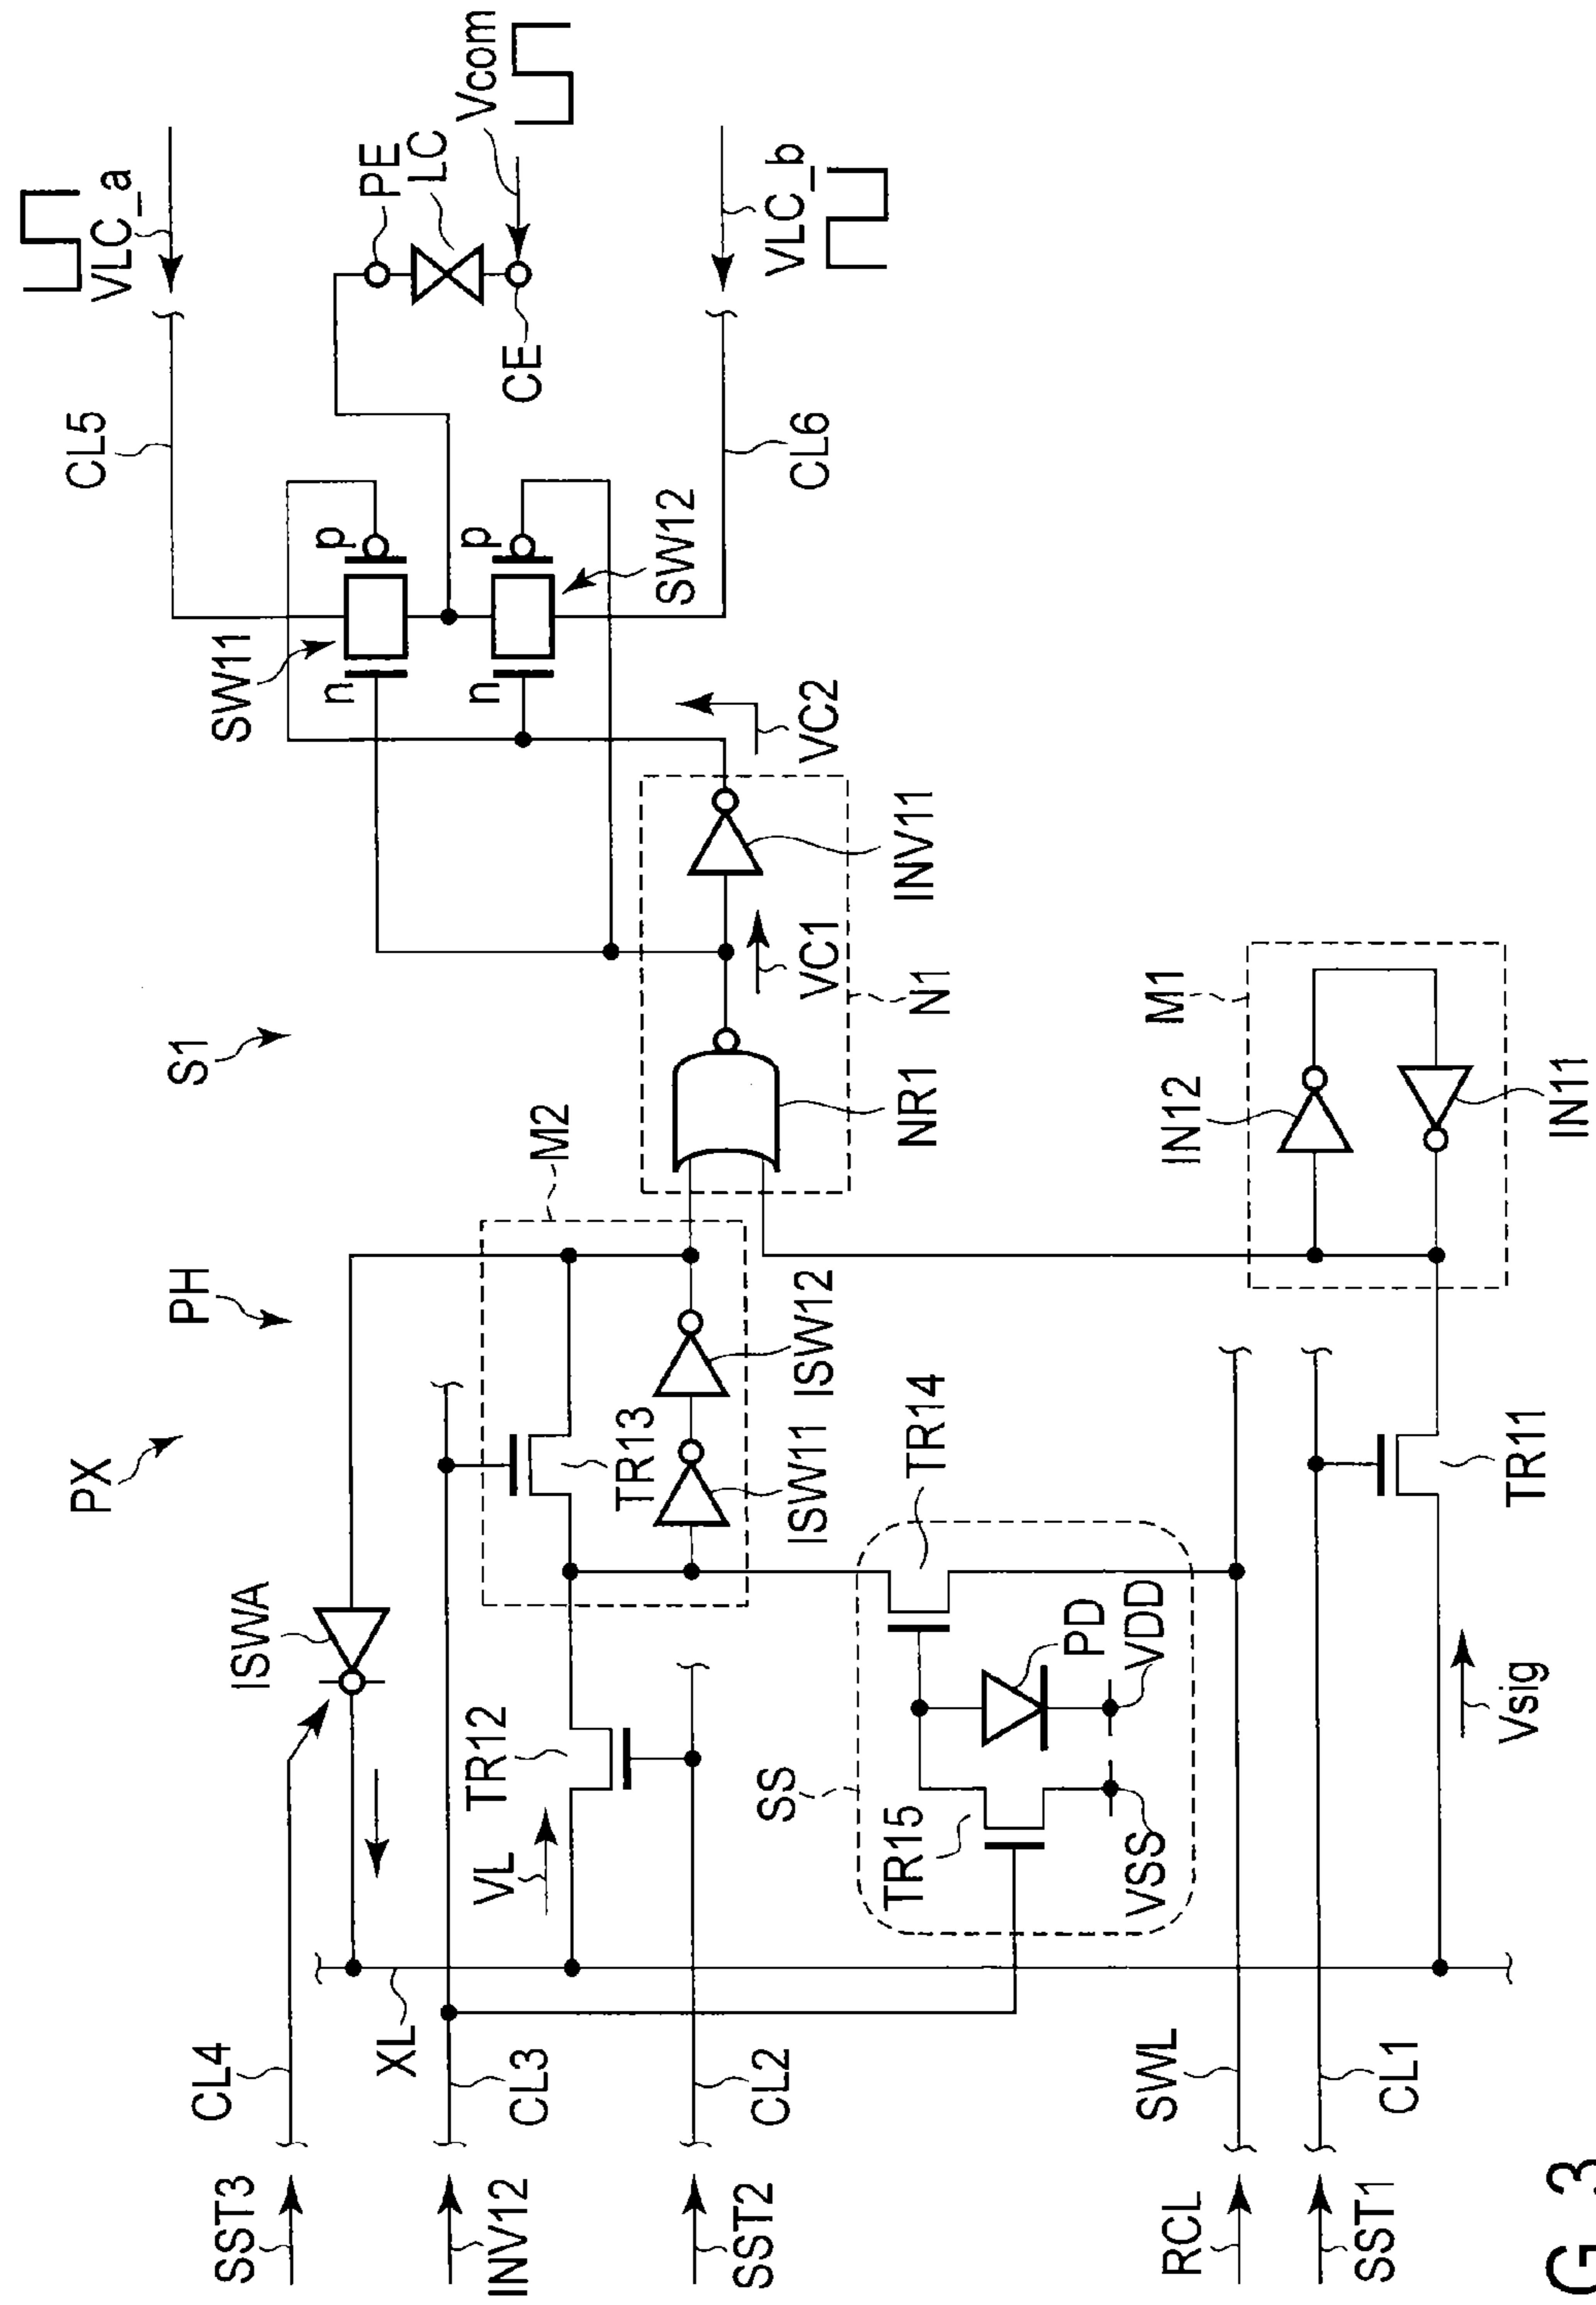 SST3
CL4
ISWA
PX
PH
S1
SW11
CL5
VLC_a
INV12
XL
CL3
VL
TR12
TR13
M2
n
p
n
p
SW12
PE
LC
CE
Vcom
SST2
CL2
ISW11
ISW12
SS
TR15
VSS
PD
VDD
TR14
NR1
VC1
N1
INV11
VC2
CL6
VLC_b
RCL
SWL
SST1
CL1
Vsig
TR11
M1
IN12
IN11
G. 3